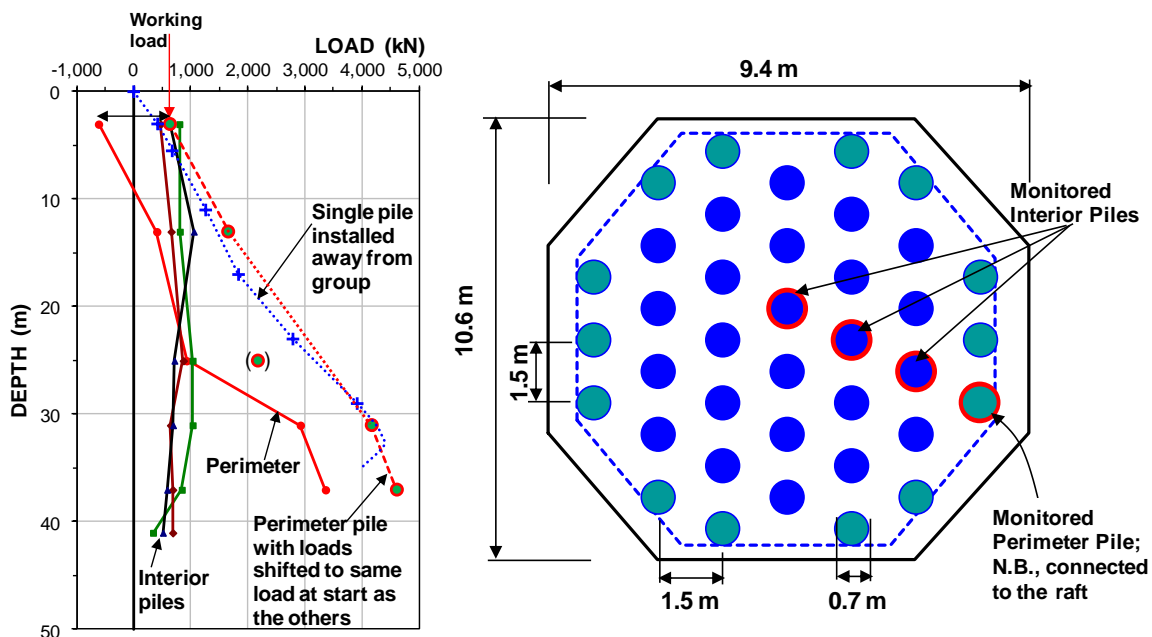 Working
load
LOAD (kN)
-1,000 0 1,000 2,000 3,000 4,000 5,000
0
10
20
30
40
50
DEPTH (m)
Single pile
installed
away from
group
(●)
Perimeter
Perimeter pile
with loads
shifted to same
load at start as
the others
Interior
piles
9.4 m
10.6 m
1.5 m
1.5 m
0.7 m
Monitored
Interior Piles
Monitored
Perimeter Pile;
N.B., connected
to the raft